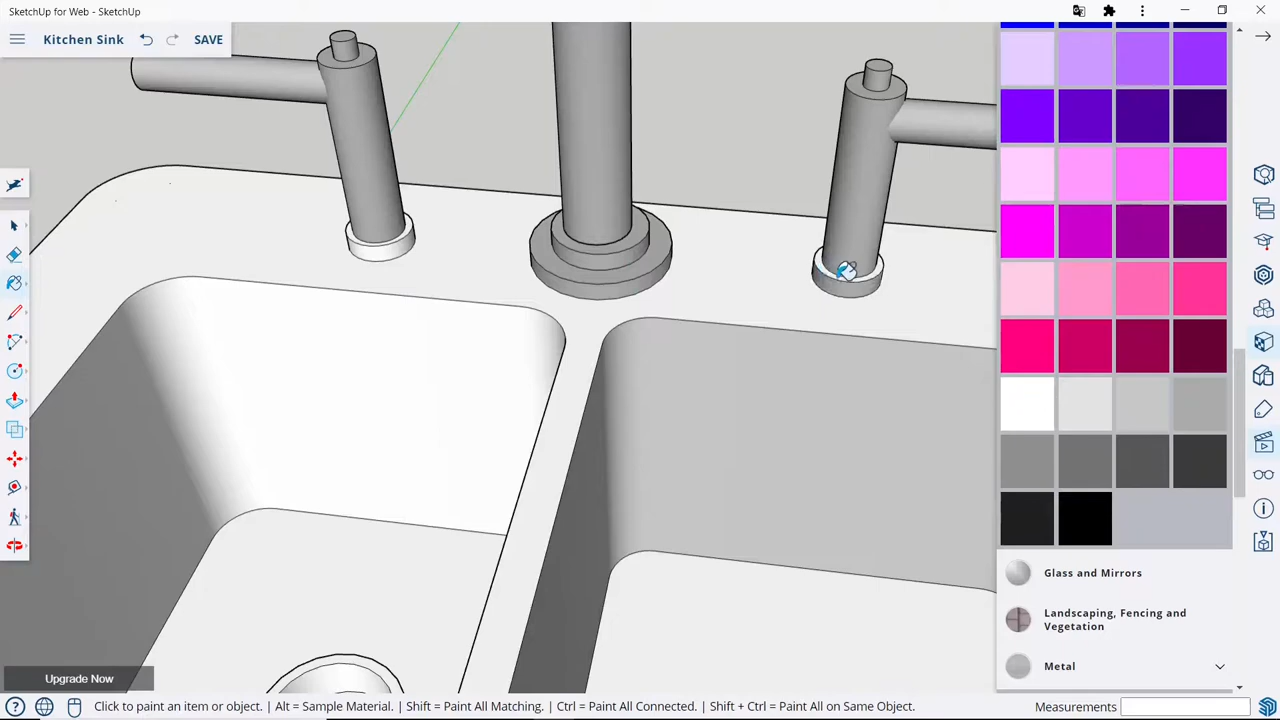 SketchUp for Web - SketchUp
Kitchen Sink
SAVE
Glass and Mirrors
Landscaping, Fencing and
Vegetation
Metal
Upgrade Now
Click to paint an item or object. | Alt = Sample Material. | Shift = Paint All Matching. | Ctrl = Paint All Connected. | Shift + Ctrl = Paint All on Same Object.
Measurements